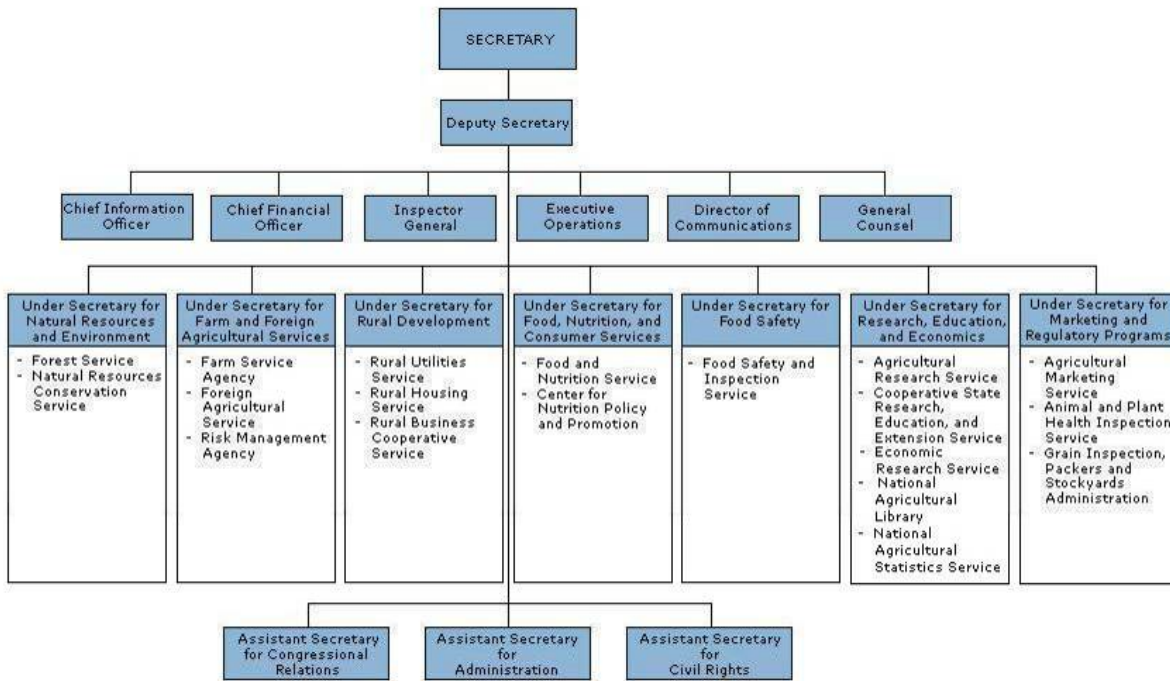 SECRETARY
Deputy Secretary
Chief Information
Officer
Chief Financial
Officer
Inspector
General
Executive
Operations
Director of
Communications
General
Counsel
Under Secretary for
Natural Resources
and Environment
- Forest Service
- Natural Resources
Conservation
Service
Under Secretary for
Farm and Foreign
Agricultural Services
- Farm Service
Agency
- Foreign
Agricultural
Service
- Risk Management
Agency
Under Secretary for
Rural Development
- Rural Utilities
Service
- Rural Housing
Service
- Rural Business
Cooperative
Service
Under Secretary for
Food, Nutrition, and
Consumer Services
- Food and
Nutrition Service
- Center for
Nutrition Policy
and Promotion
Under Secretary for
Food Safety
- Food Safety and
Inspection
Service
Under Secretary for
Research, Education,
and Economics
- Agricultural
Research Service
- Cooperative State
Research,
Education, and
Extension Service
- Economic
Research Service
- National
Agricultural
Library
- National
Agricultural
Statistics Service
Under Secretary for
Marketing and
Regulatory Programs
- Agricultural
Marketing
Service
- Animal and Plant
Health Inspection
Service
- Grain Inspection,
Packers and
Stockyards
Administration
Assistant Secretary
for Congressional
Relations
Assistant Secretary
for
Administration
Assistant Secretary
for
Civil Rights